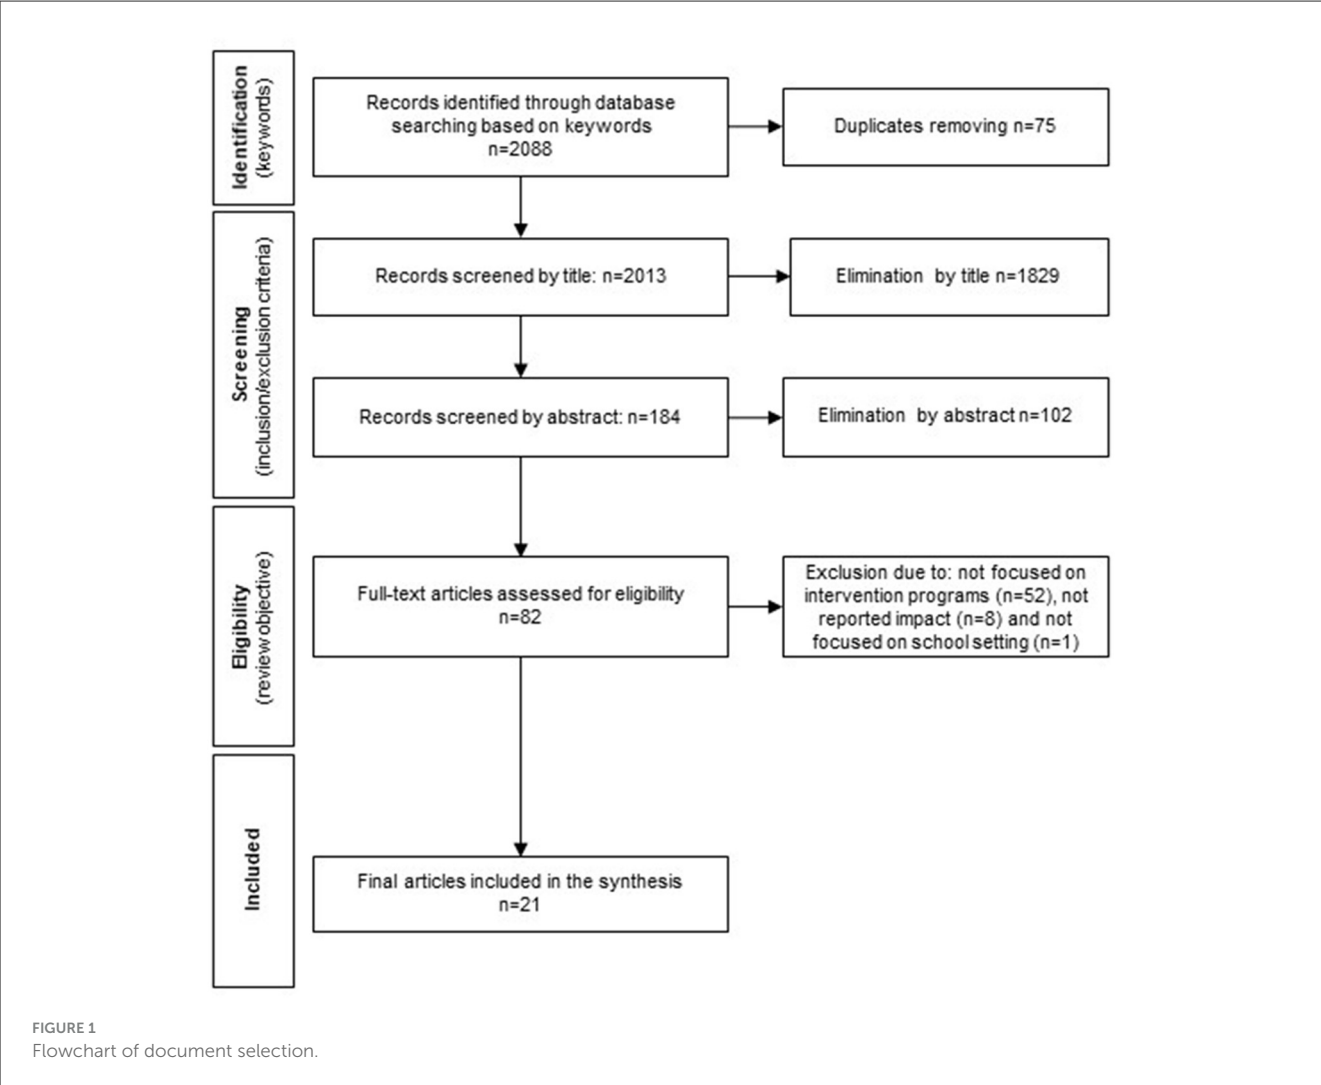 Identification
(keywords)
Records identified through database
searching based on keywords
n=2088
Duplicates removing n=75
Screening
(inclusion/exclusion criteria)
Records screened by title: n=2013
Elimination by title n=1829
Records screened by abstract: n=184
Elimination by abstract n=102
Eligibility
(review objective)
Full-text articles assessed for eligibility
n=82
Exclusion due to: not focused on
intervention programs (n=52), not
reported impact (n=8) and not
focused on school setting (n=1)
Included
Final articles included in the synthesis
n=21
FIGURE 1
Flowchart of document selection.